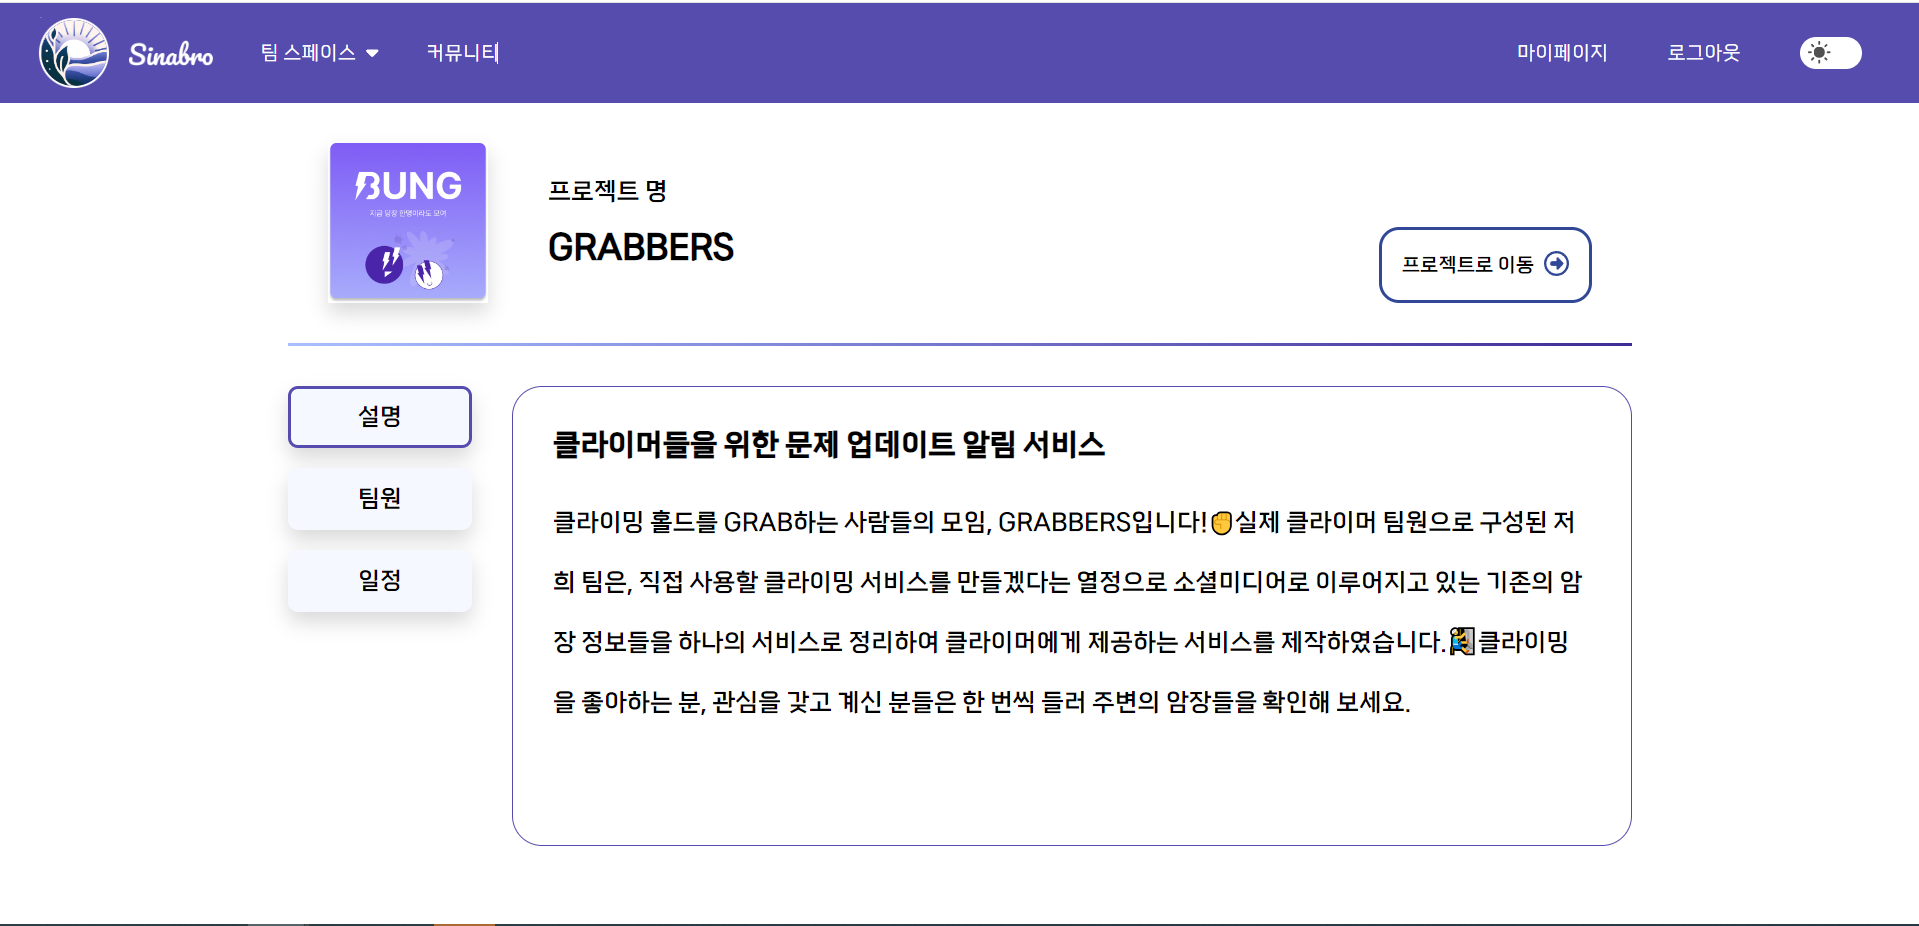 Sinabro 팀 스페이스 커뮤니티 마이페이지 로그아웃
BUNG
지금 당장 한명이라도 모여
프로젝트 명
GRABBERS
프로젝트로 이동
설명
팀원
일정
클라이머들을 위한 문제 업데이트 알림 서비스
클라이밍 홀드를 GRAB하는 사람들의 모임, GRABBERS입니다!✊실제 클라이머 팀원으로 구성된 저
희 팀은, 직접 사용할 클라이밍 서비스를 만들겠다는 열정으로 소셜미디어로 이루어지고 있는 기존의 암
장 정보들을 하나의 서비스로 정리하여 클라이머에게 제공하는 서비스를 제작하였습니다.🧗클라이밍
을 좋아하는 분, 관심을 갖고 계신 분들은 한 번씩 들러 주변의 암장들을 확인해 보세요.